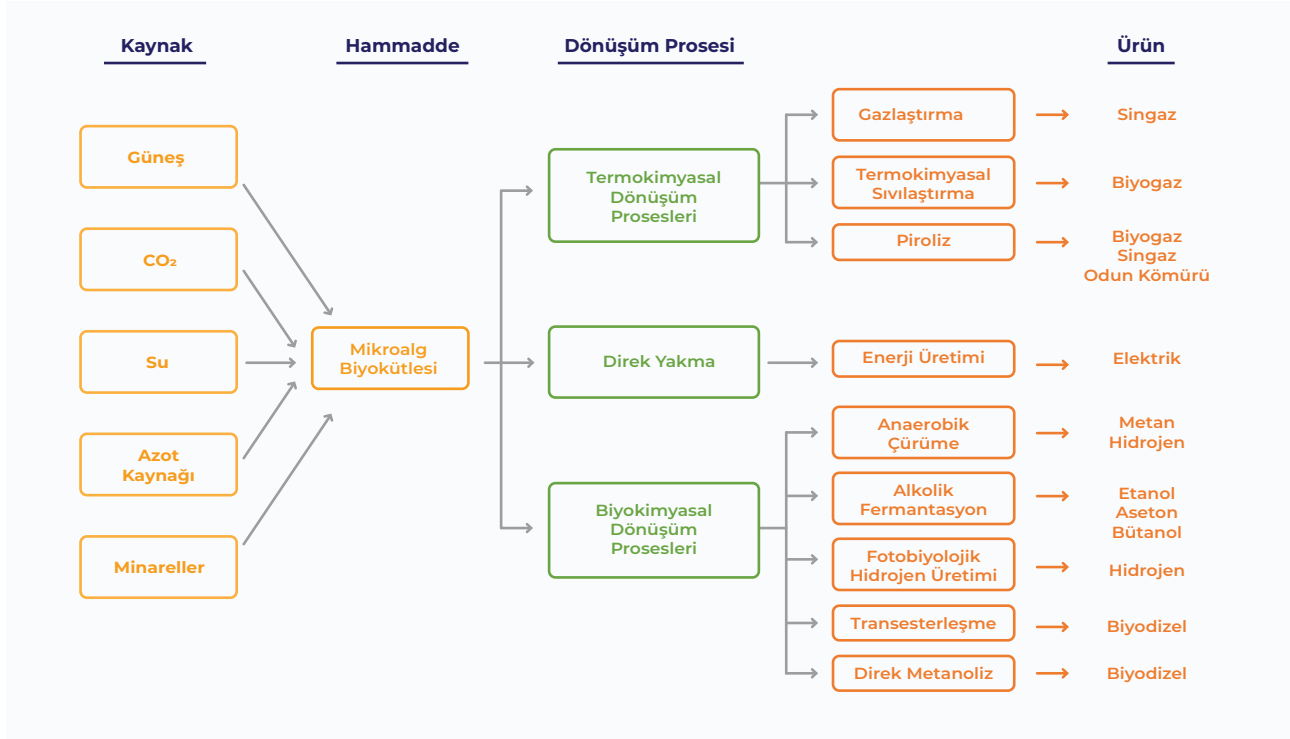 Kaynak
Hammadde
Dönüşüm Prosesi
Ürün
Güneş
CO₂
Su
Azot
Kaynağı
Minareller
Mikroalg
Biyokütlesi
Termokimyasal
Dönüşüm
Prosesleri
Direk Yakma
Biyokimyasal
Dönüşüm
Prosesleri
Gazlaştırma
Singaz
Termokimyasal
Sıvılaştırma
Biyogaz
Piroliz
Biyogaz
Singaz
Odun Kömürü
Enerji Üretimi
Elektrik
Anaerobik
Çürüme
Metan
Hidrojen
Alkolik
Fermantasyon
Etanol
Aseton
Bütanol
Fotobiyolojik
Hidrojen Üretimi
Hidrojen
Transesterleşme
Biyodizel
Direk Metanoliz
Biyodizel